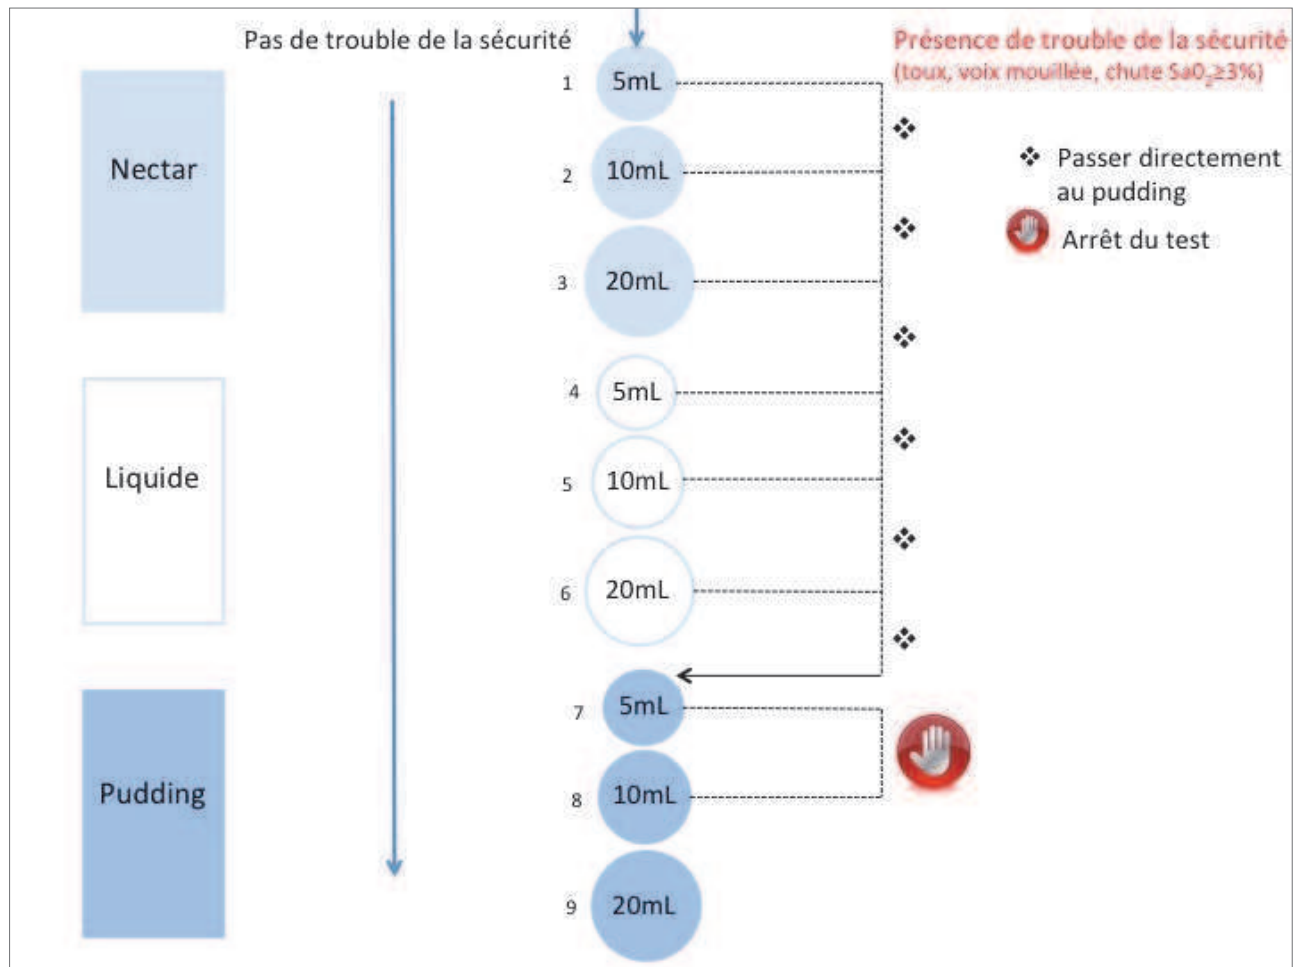 Pas de trouble de la sécurité
Présence de trouble de la sécurité
(toux, voix mouillée, chute SaO₂≥3%)
1 5mL
Nectar
2 10mL
3 20mL
❖ Passer directement
au pudding
Arrêt du test
4 5mL
Liquide
5 10mL
6 20mL
7 5mL
Pudding
8 10mL
9 20mL